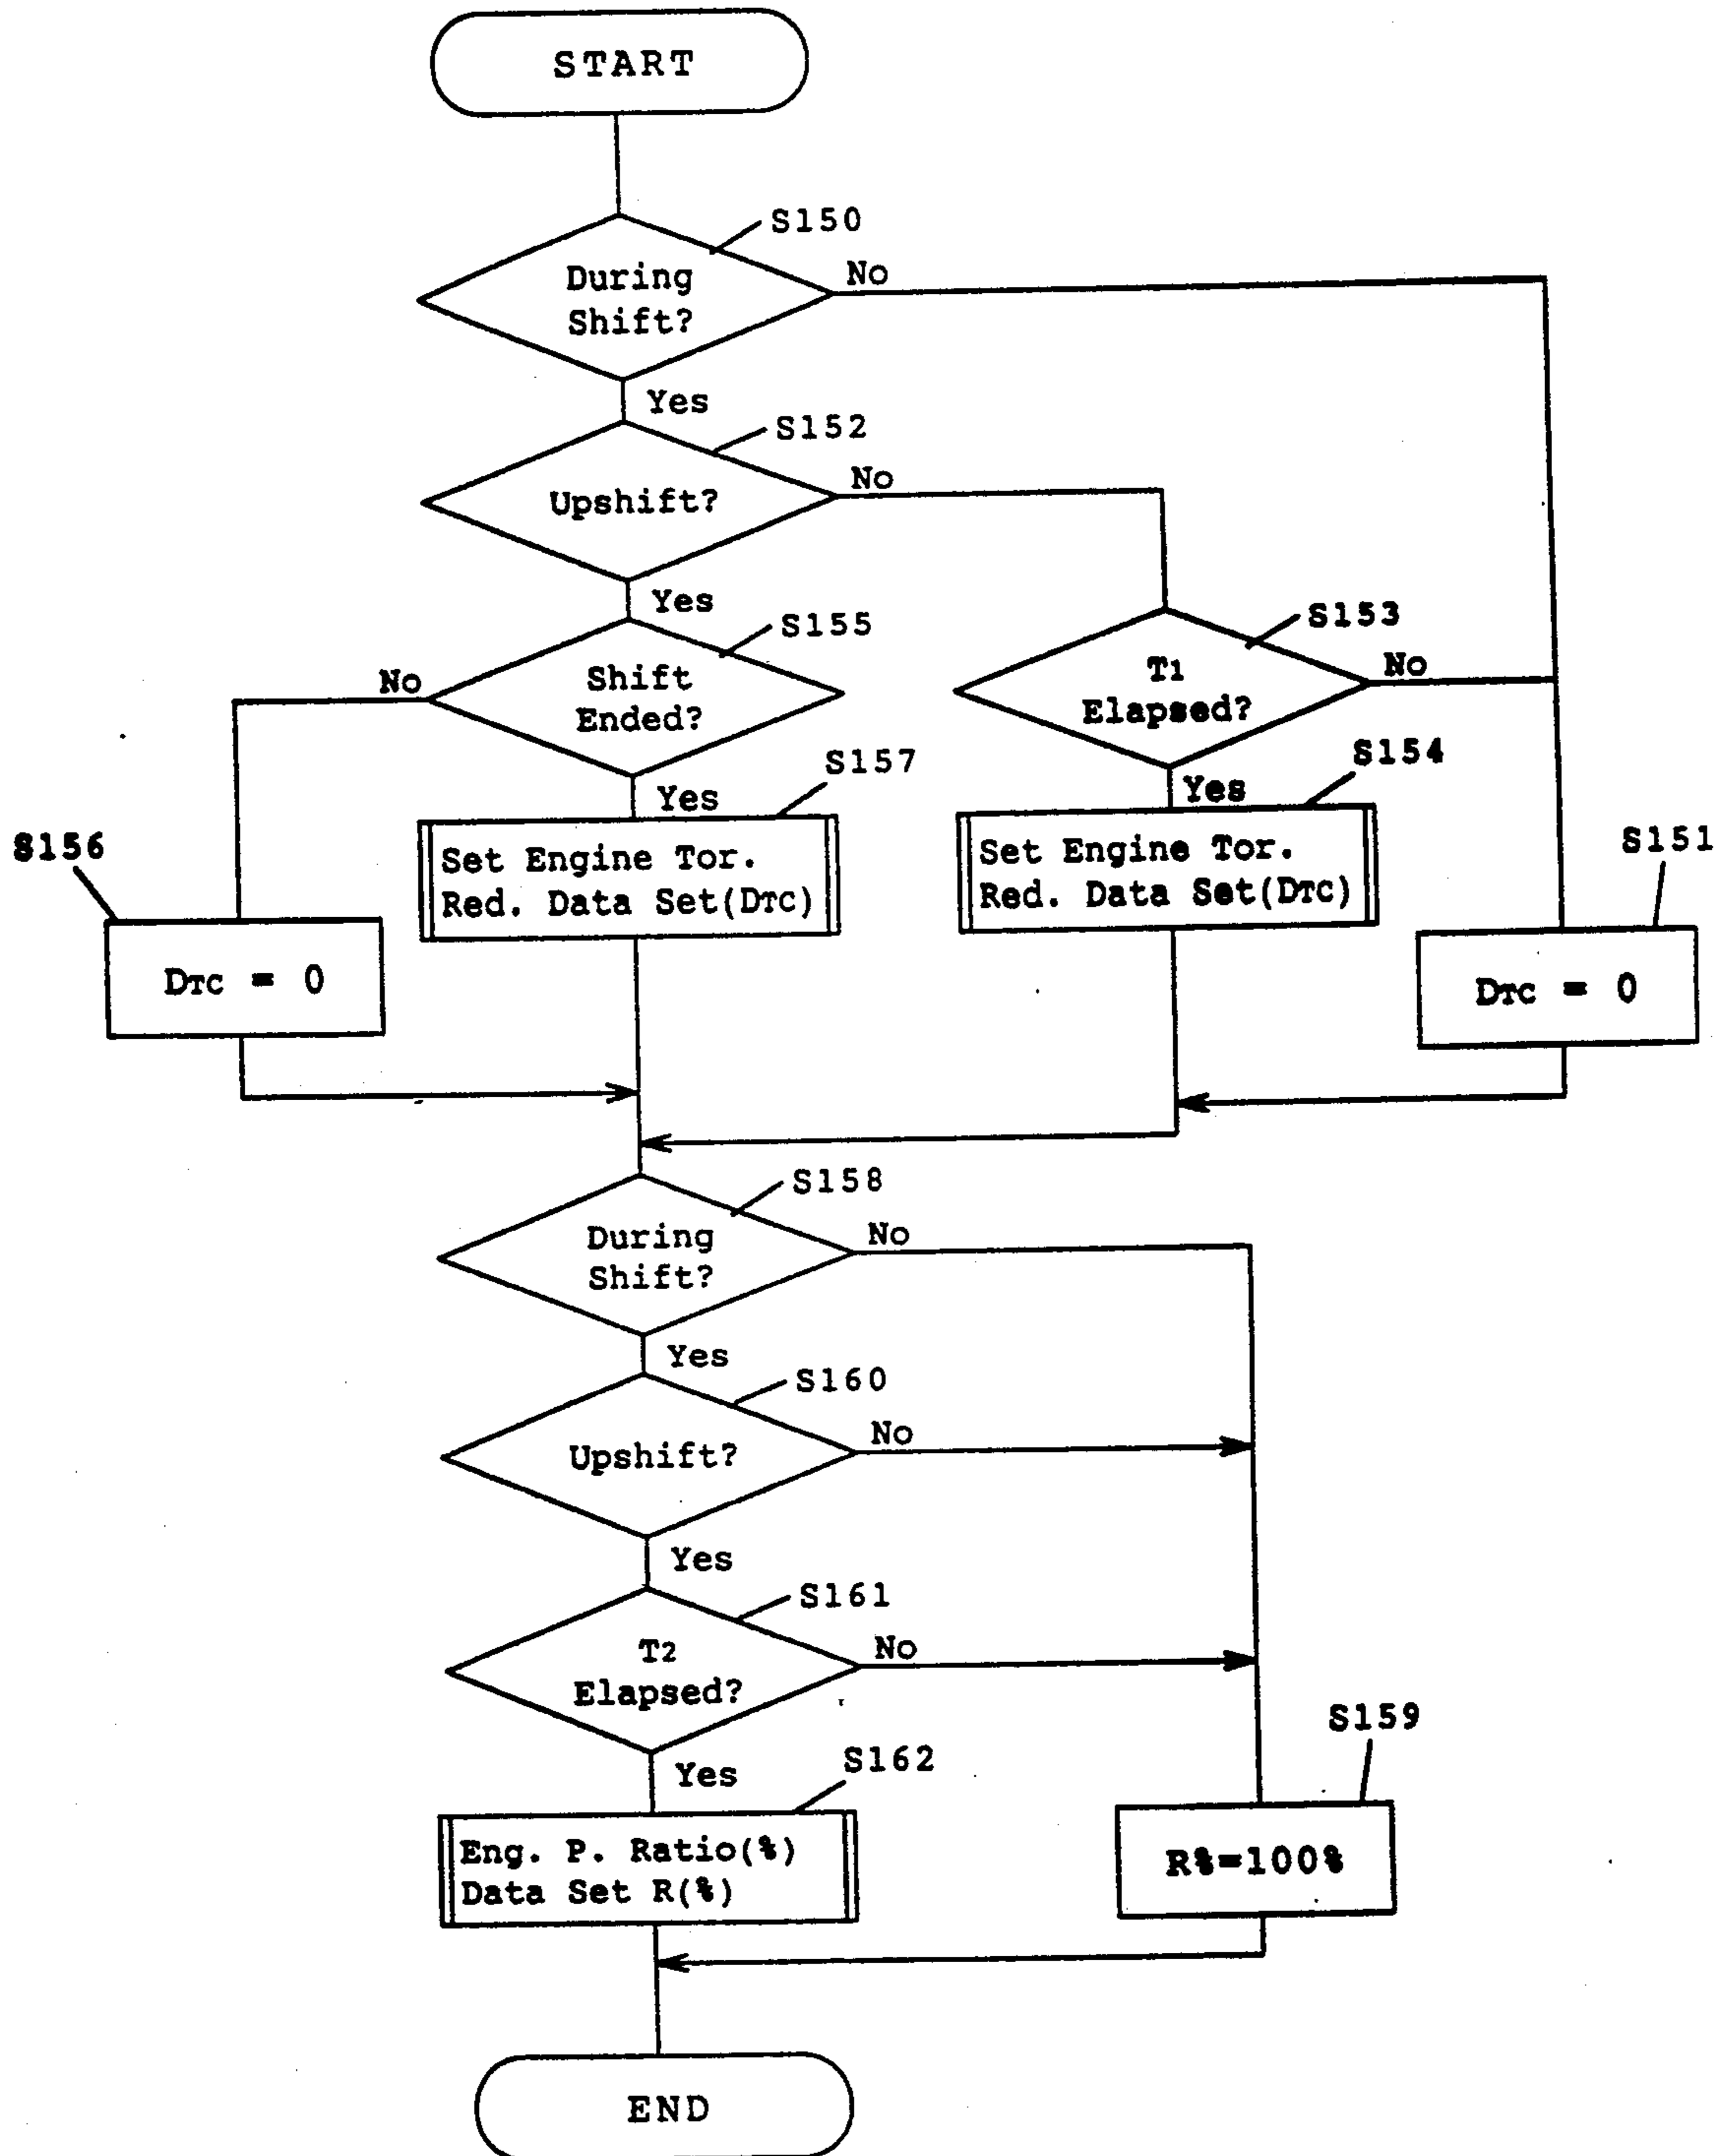 START
S150
During
Shift?
No
Yes
S152
Upshift?
No
Yes
S155
Shift
Ended?
No
Yes
S153
T1
Elapsed?
No
Yes
S157
Set Engine Tor.
Red. Data Set(DTC)
S154
Set Engine Tor.
Red. Data Set(DTC)
S156
DTC = 0
S151
DTC = 0
S158
During
Shift?
No
Yes
S160
Upshift?
No
Yes
S161
T2
Elapsed?
No
Yes
S162
Eng. P. Ratio(%)
Data Set R(%)
S159
R%=100%
END